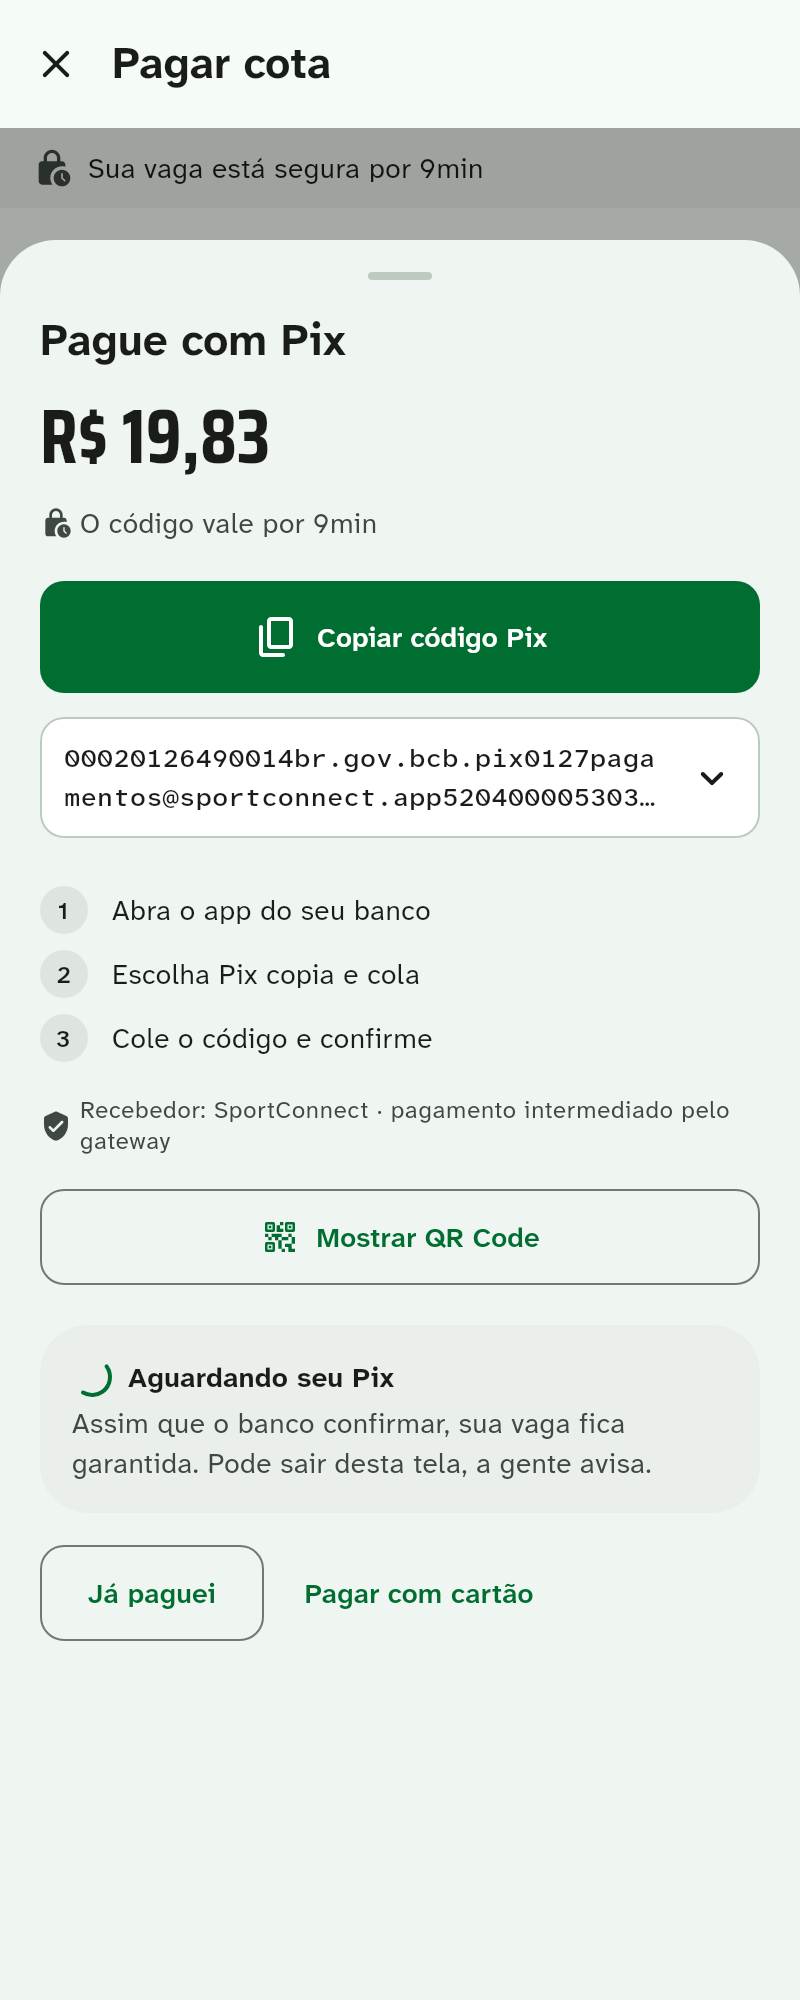 Pagar cota
Sua vaga está segura por 9min
Pague com Pix
R$ 19,83
O código vale por 9min
Copiar código Pix
00020126490014br.gov.bcb.pix0127paga
mentos@sportconnect.app520400005303…
1 Abra o app do seu banco
2 Escolha Pix copia e cola
3 Cole o código e confirme
Recebedor: SportConnect · pagamento intermediado pelo
gateway
Mostrar QR Code
Aguardando seu Pix
Assim que o banco confirmar, sua vaga fica
garantida. Pode sair desta tela, a gente avisa.
Já paguei
Pagar com cartão